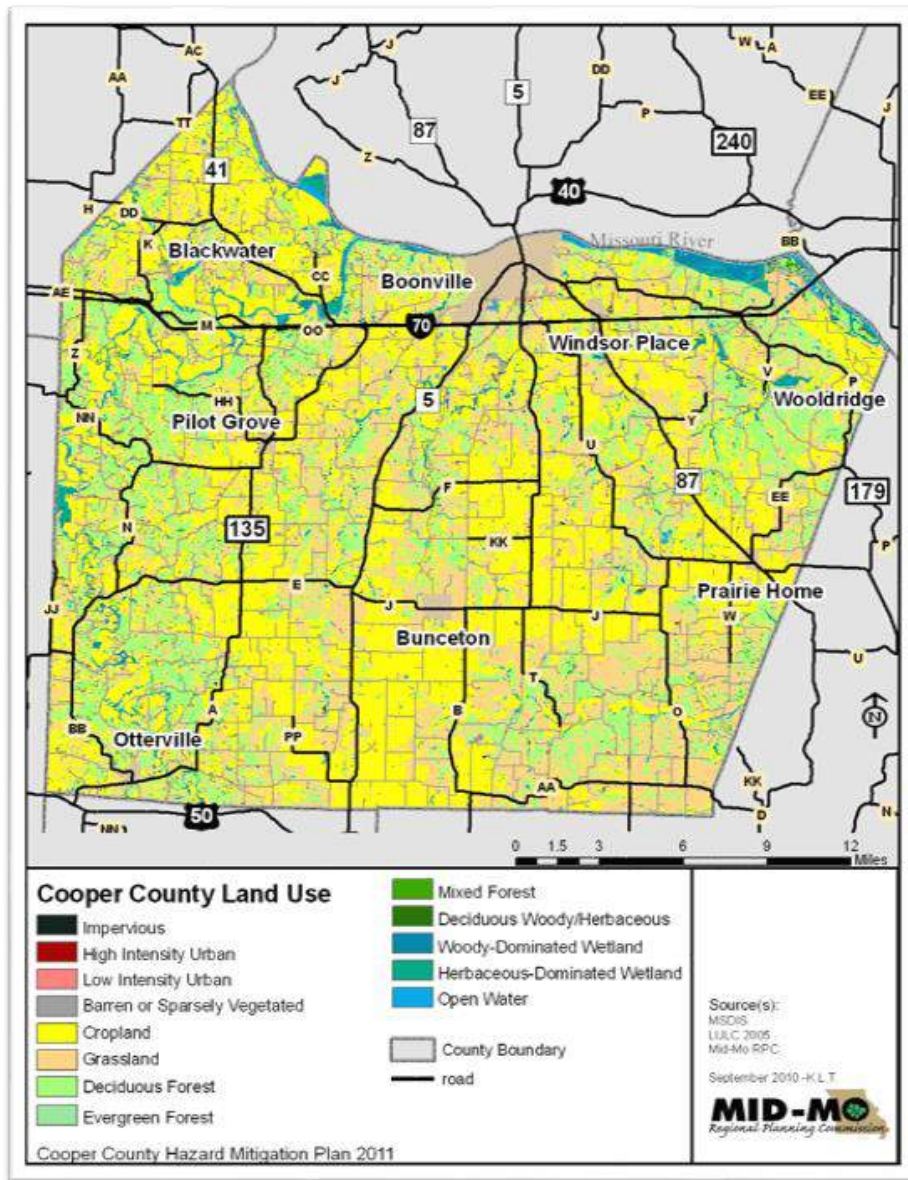 AC
J
J
W
A
AA
DD
EE
5
J
TT
87
P
240
41
Z
40
H
DD
K
Blackwater
Missouri River
BB
CC
Boonville
AE
M
OO
70
Windsor Place
Z
V
P
HH
5
Wooldridge
NN
Pilot Grove
Y
U
87
F
EE
179
N
135
KK
P
E
Prairie Home
JJ
J
J
W
Bunceton
U
T
A
B
O
BB
Otterville
PP
AA
KK
50
D
N
NN
0 1.5 3 6 9 12
Miles
Cooper County Land Use
Impervious
High Intensity Urban
Low Intensity Urban
Barren or Sparsely Vegetated
Cropland
Grassland
Deciduous Forest
Evergreen Forest
Mixed Forest
Deciduous Woody/Herbaceous
Woody-Dominated Wetland
Herbaceous-Dominated Wetland
Open Water
County Boundary
road
N
Source(s):
MSDIS
LULC 2005
Mid-Mo RPC
September 2010 -K.L.T.
MID-MO
Regional Planning Commission
Cooper County Hazard Mitigation Plan 2011